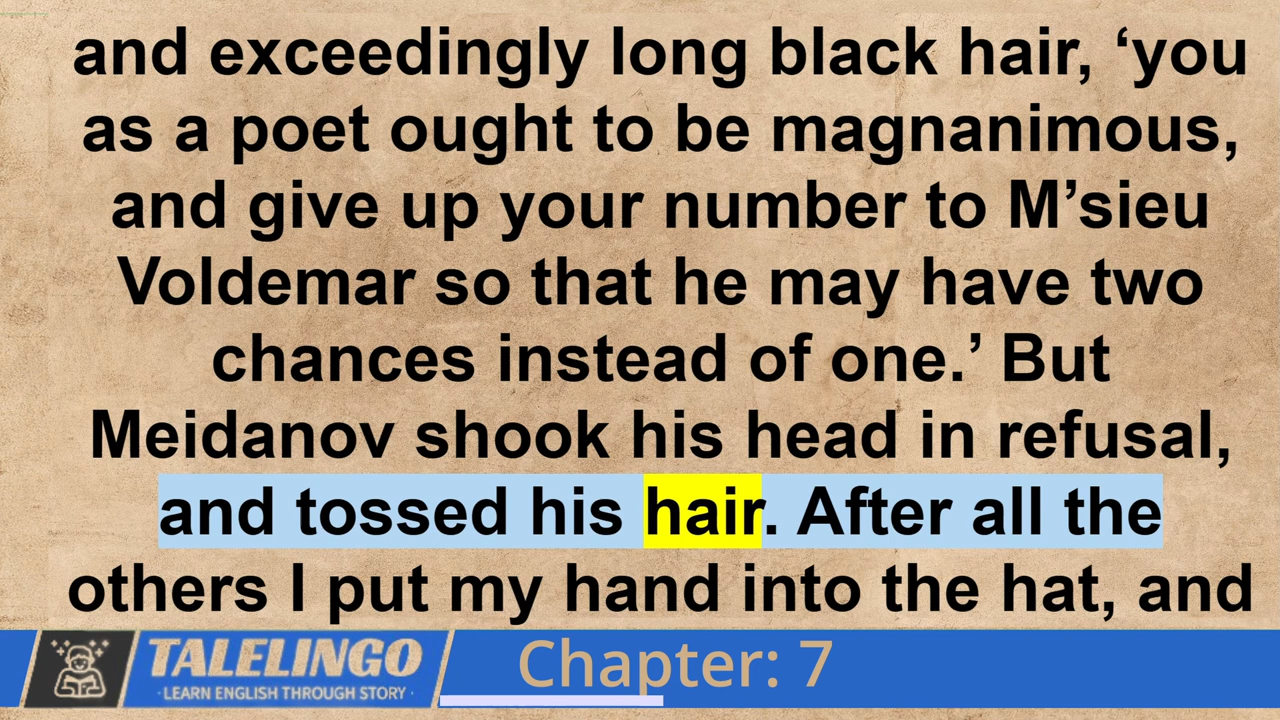 and exceedingly long black hair, ‘you
as a poet ought to be magnanimous,
and give up your number to M’sieu
Voldemar so that he may have two
chances instead of one.’ But
Meidanov shook his head in refusal,
and tossed his hair. After all the
others I put my hand into the hat, and
TALELINGO
·LEARN ENGLISH THROUGH STORY·
Chapter: 7